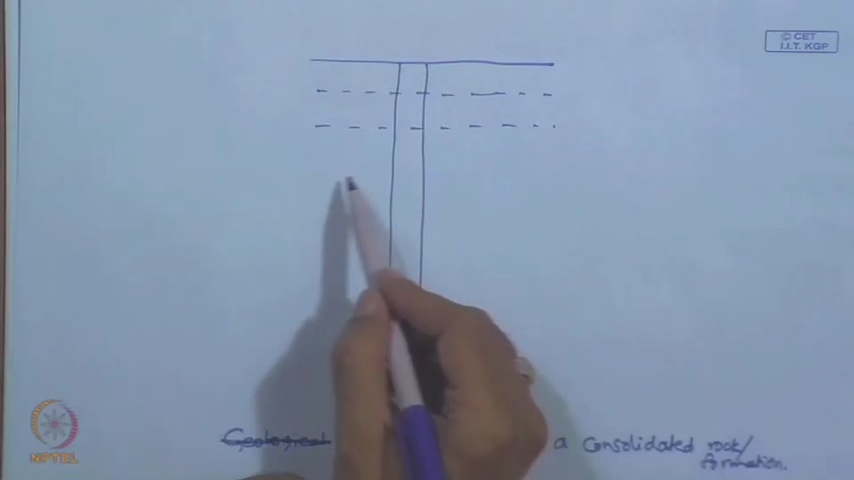 © CET
I.I.T. KGP
Geological a consolidated rock/
formation.
NPTEL